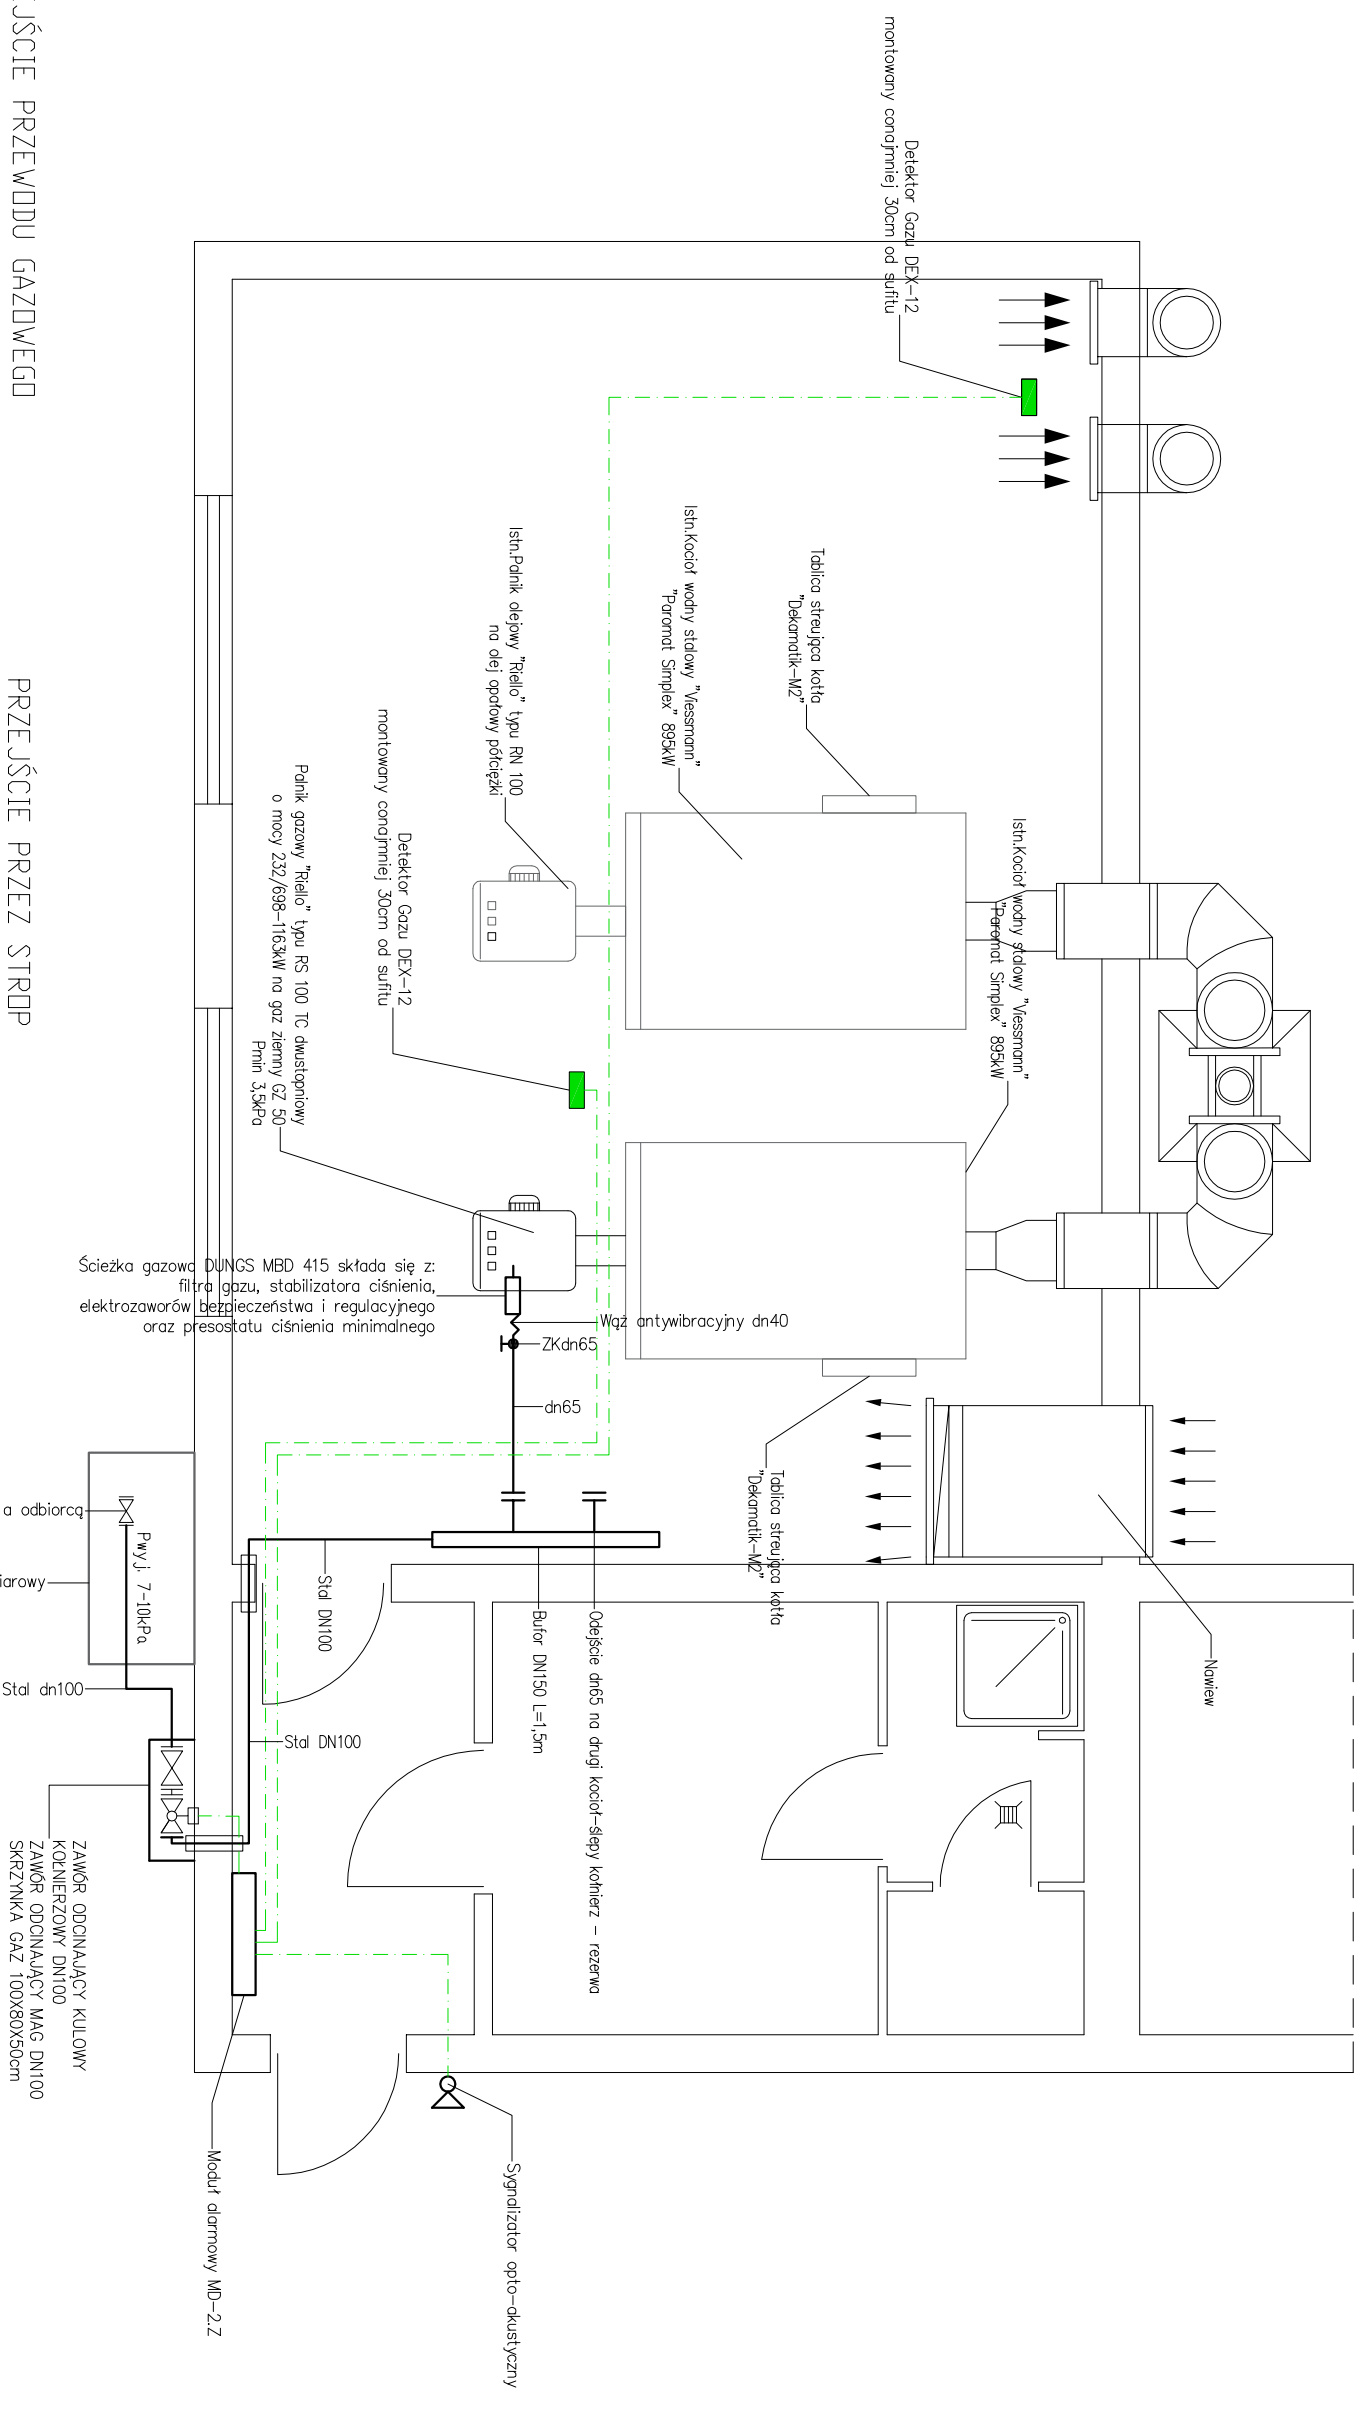 PRZEWODU GAZOWEGO
PRZEJŚCIE PRZEZ STROP
Detektor Gazu DEX-12
montowany conajmniej 30cm od sufitu
Tablica streująca kotła
"Dekamatik-M2"
Istn.Kocioł wodny stalowy "Viessmann"
"Paromat Simplex" 895kW
Istn.Palnik olejowy "Riello" typu RN 100
na olej opałowy półciężki
Istn.Kocioł wodny stalowy "Viessmann"
"Paromat Simplex" 895kW
Detektor Gazu DEX-12
montowany conajmniej 30cm od sufitu
Palnik gazowy "Riello" typu RS 100 TC dwustopniowy
o mocy 232/698-1163kW na gaz ziemny GZ 50
Pmin 3,5kPa
Ścieżka gazowa DUNGS MBD 415 składa się z:
filtra gazu, stabilizatora ciśnienia,
elektrozaworów bezpieczeństwa i regulacyjnego
oraz presostatu ciśnienia minimalnego
Wąż antywibracyjny dn40
ZKdn65
dn65
Tablica streująca kotła
"Dekamatik-M2"
Nawiew
Odejście dn65 na drugi kocioł-ślepy kołnierz - rezerwa
Bufor DN150 L=1,5m
Stal DN100
Stal DN100
a odbiorcą
Pwyj. 7-10kPa
Stal dn100
ZAWÓR ODCINAJĄCY KULOWY
KOŁNIERZOWY DN100
ZAWÓR ODCINAJĄCY MAG DN100
SKRZYNKA GAZ 100X80X50cm
Moduł alarmowy MD-2.Z
Sygnalizator opto-akustyczny